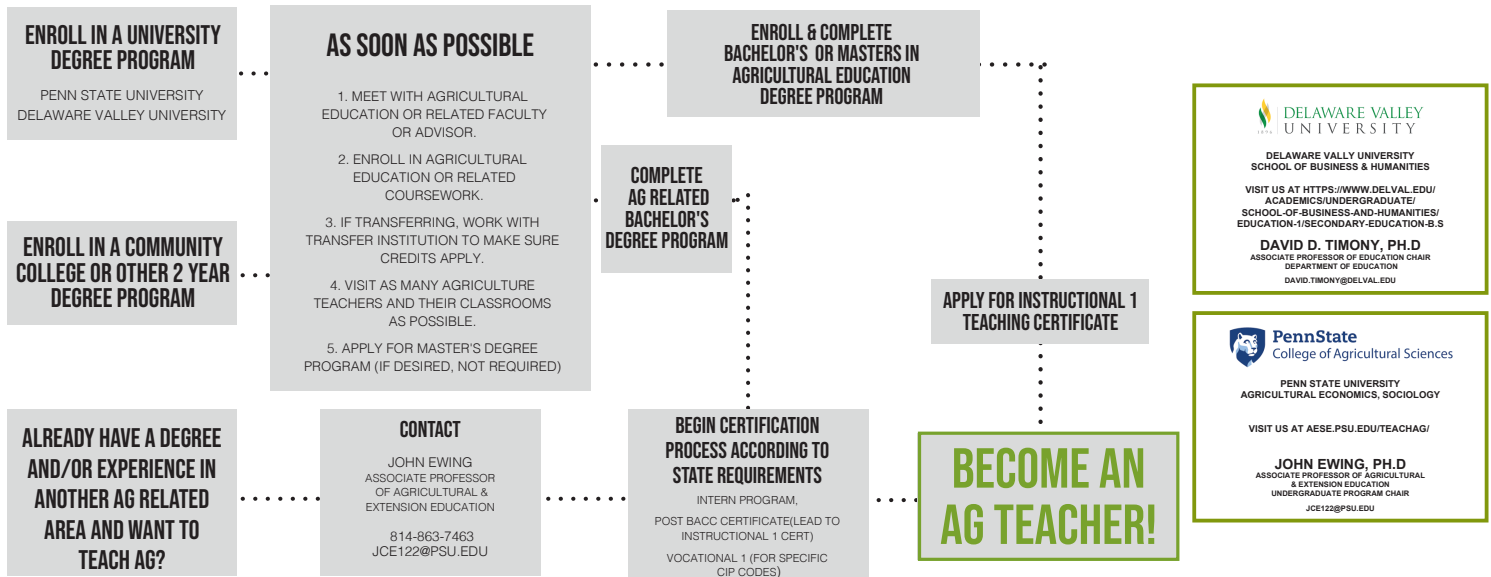 ENROLL IN A UNIVERSITY
DEGREE PROGRAM
PENN STATE UNIVERSITY
DELAWARE VALLEY UNIVERSITY
ENROLL IN A COMMUNITY
COLLEGE OR OTHER 2 YEAR
DEGREE PROGRAM
ALREADY HAVE A DEGREE
AND/OR EXPERIENCE IN
ANOTHER AG RELATED
AREA AND WANT TO
TEACH AG?
AS SOON AS POSSIBLE
1. MEET WITH AGRICULTURAL
EDUCATION OR RELATED FACULTY
OR ADVISOR.
2. ENROLL IN AGRICULTURAL
EDUCATION OR RELATED
COURSEWORK.
3. IF TRANSFERRING, WORK WITH
TRANSFER INSTITUTION TO MAKE SURE
CREDITS APPLY.
4. VISIT AS MANY AGRICULTURE
TEACHERS AND THEIR CLASSROOMS
AS POSSIBLE.
5. APPLY FOR MASTER'S DEGREE
PROGRAM (IF DESIRED, NOT REQUIRED)
CONTACT
JOHN EWING
ASSOCIATE PROFESSOR
OF AGRICULTURAL &
EXTENSION EDUCATION
814-863-7463
JCE122@PSU.EDU
ENROLL & COMPLETE
BACHELOR'S OR MASTERS IN
AGRICULTURAL EDUCATION
DEGREE PROGRAM
COMPLETE
AG RELATED
BACHELOR'S
DEGREE PROGRAM
BEGIN CERTIFICATION
PROCESS ACCORDING TO
STATE REQUIREMENTS
INTERN PROGRAM,
POST BACC CERTIFICATE(LEAD TO
INSTRUCTIONAL 1 CERT)
VOCATIONAL 1 (FOR SPECIFIC
CIP CODES)
APPLY FOR INSTRUCTIONAL 1
TEACHING CERTIFICATE
BECOME AN
AG TEACHER!
1896
DELAWARE VALLEY
UNIVERSITY
DELAWARE VALLY UNIVERSITY
SCHOOL OF BUSINESS & HUMANITIES
VISIT US AT HTTPS://WWW.DELVAL.EDU/
ACADEMICS/UNDERGRADUATE/
SCHOOL-OF-BUSINESS-AND-HUMANITIES/
EDUCATION-1/SECONDARY-EDUCATION-B.S
DAVID D. TIMONY, PH.D
ASSOCIATE PROFESSOR OF EDUCATION CHAIR
DEPARTMENT OF EDUCATION
DAVID.TIMONY@DELVAL.EDU
PennState
College of Agricultural Sciences
PENN STATE UNIVERSITY
AGRICULTURAL ECONOMICS, SOCIOLOGY
VISIT US AT AESE.PSU.EDU/TEACHAG/
JOHN EWING, PH.D
ASSOCIATE PROFESSOR OF AGRICULTURAL
& EXTENSION EDUCATION
UNDERGRADUATE PROGRAM CHAIR
JCE122@PSU.EDU